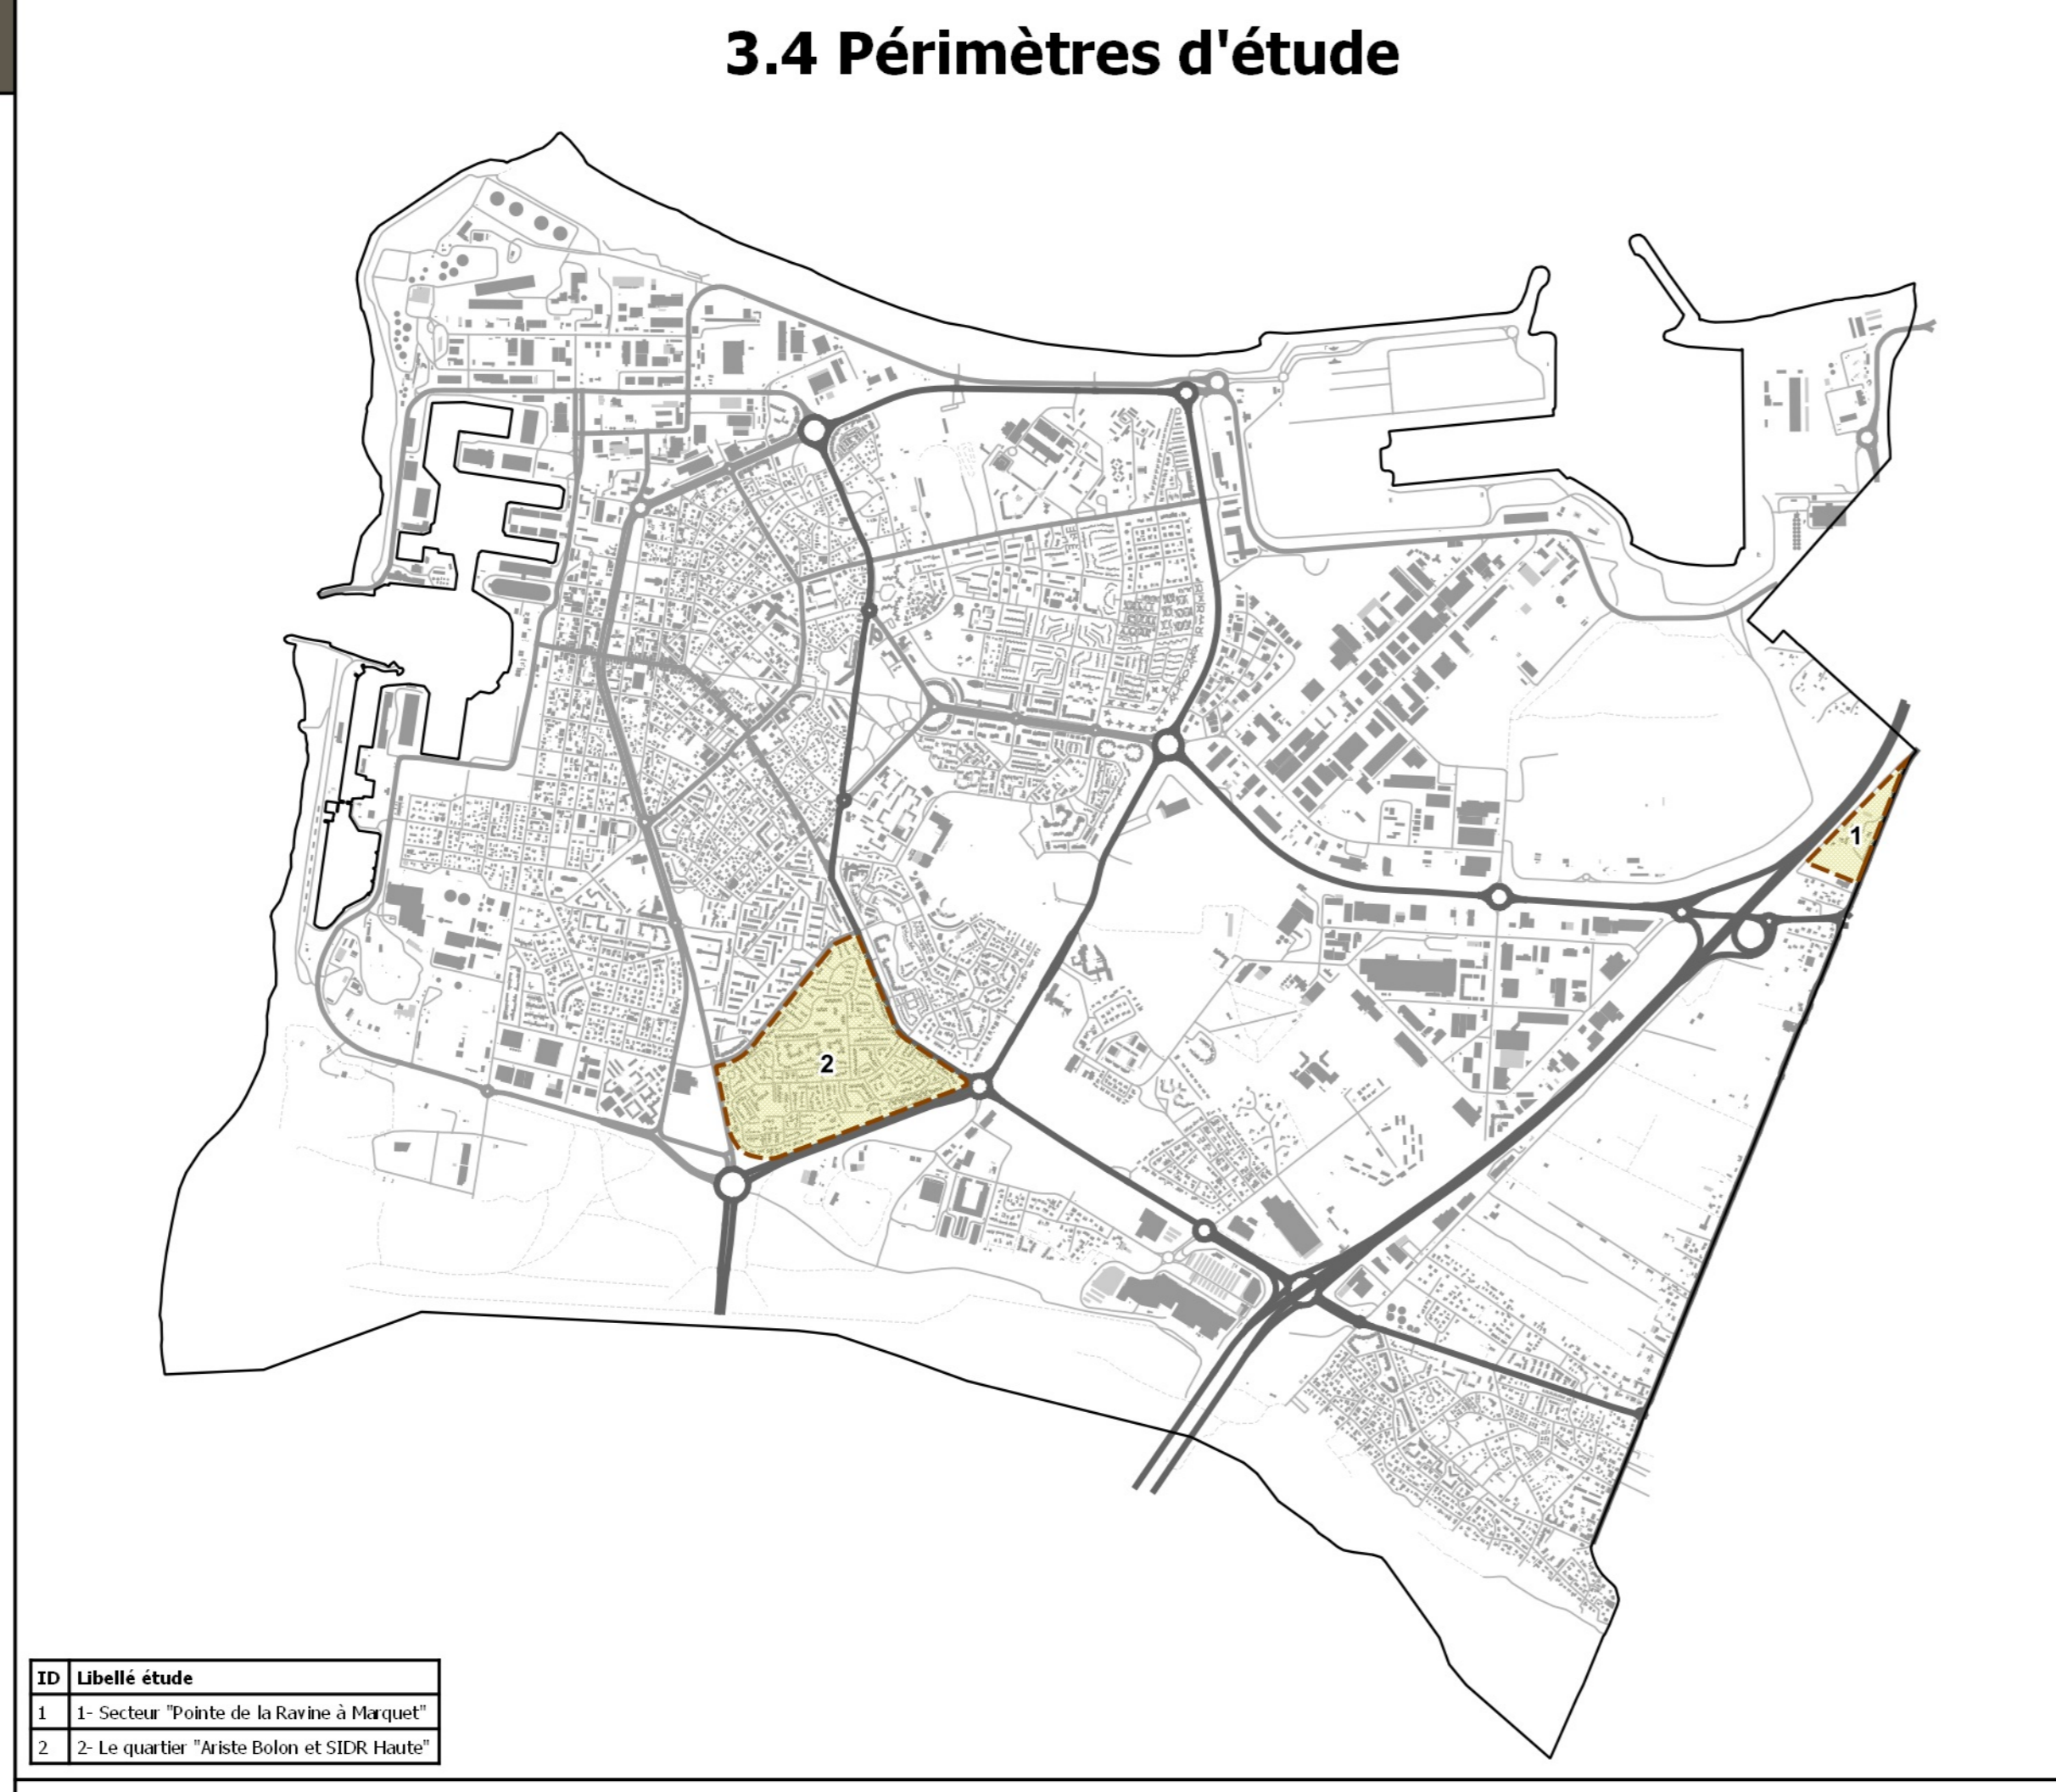 3.4 Périmètres d'étude
1
2
ID Libellé étude
1 1- Secteur "Pointe de la Ravine à Marquet"
2 2- Le quartier "Ariste Bolon et SIDR Haute"